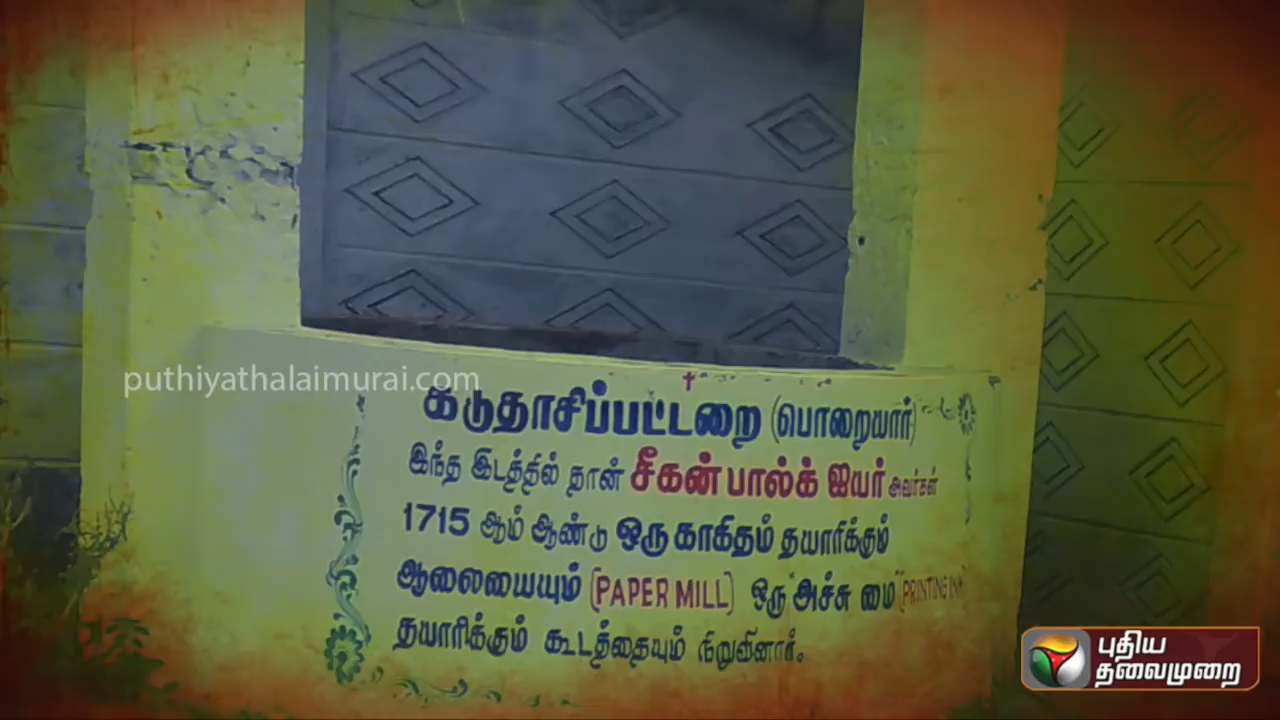 puthiyathalaimurai.com
கடுதாசிப்பட்டறை (பொறையார்)
இந்த இடத்தில் தான் சீகன் பால்க் ஐயர் அவர்கள்
1715 ஆம் ஆண்டு ஒரு காகிதம் தயாரிக்கும்
ஆலையையும் (PAPER MILL) ஒரு அச்சு மை (PRINTING INK
தயாரிக்கும் கூடத்தையும் நிறுவினார்.
புதிய
தலைமுறை